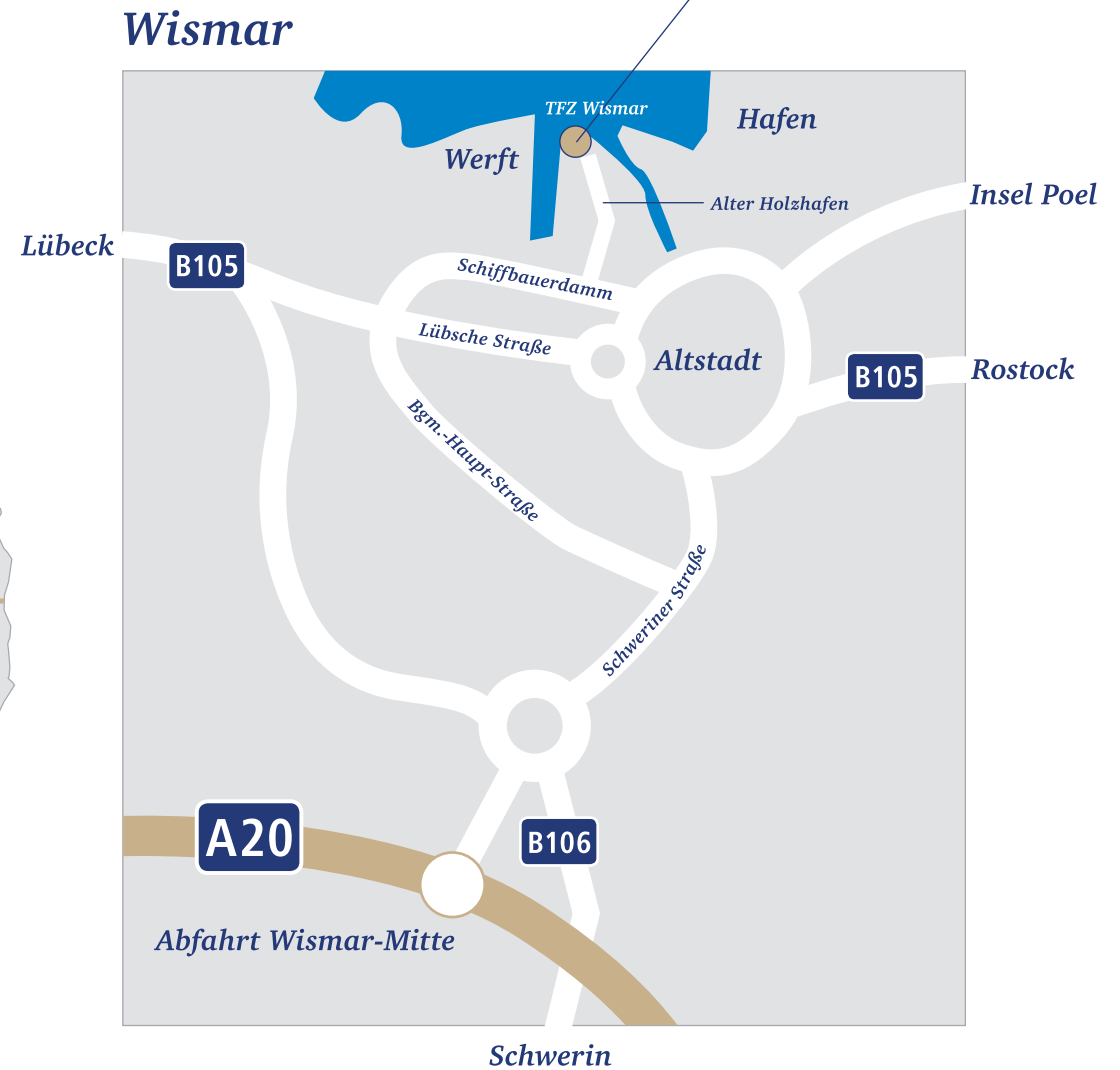 Wismar
TFZ Wismar
Hafen
Werft
Insel Poel
Alter Holzhafen
Lübeck
B105
Schiffbauerdamm
Lübsche Straße
Altstadt
B105
Rostock
Bgm.-Haupt-Straße
Schweriner Straße
A20
B106
Abfahrt Wismar-Mitte
Schwerin